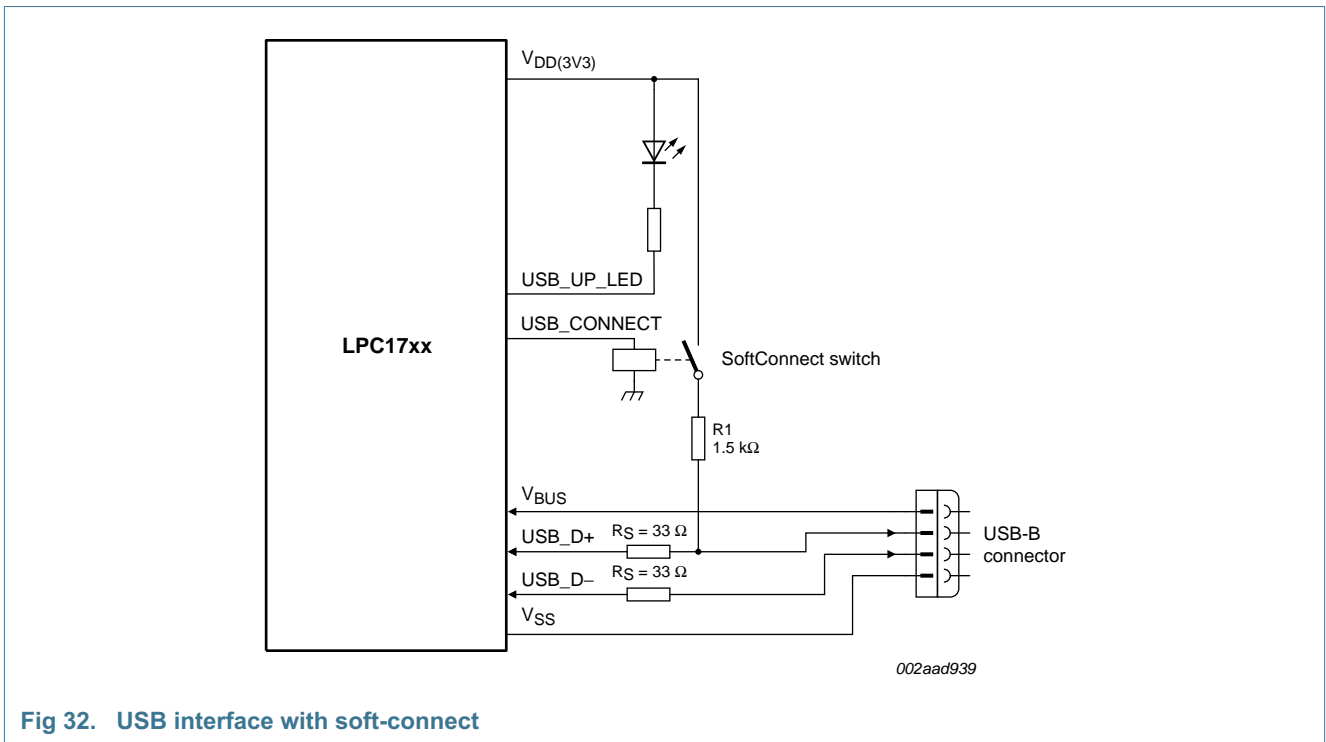 VDD(3V3)
USB_UP_LED
USB_CONNECT
LPC17xx
SoftConnect switch
R1
1.5 kΩ
VBUS
USB_D+
RS = 33 Ω
USB-B
connector
USB_D−
RS = 33 Ω
VSS
002aad939
Fig 32. USB interface with soft-connect